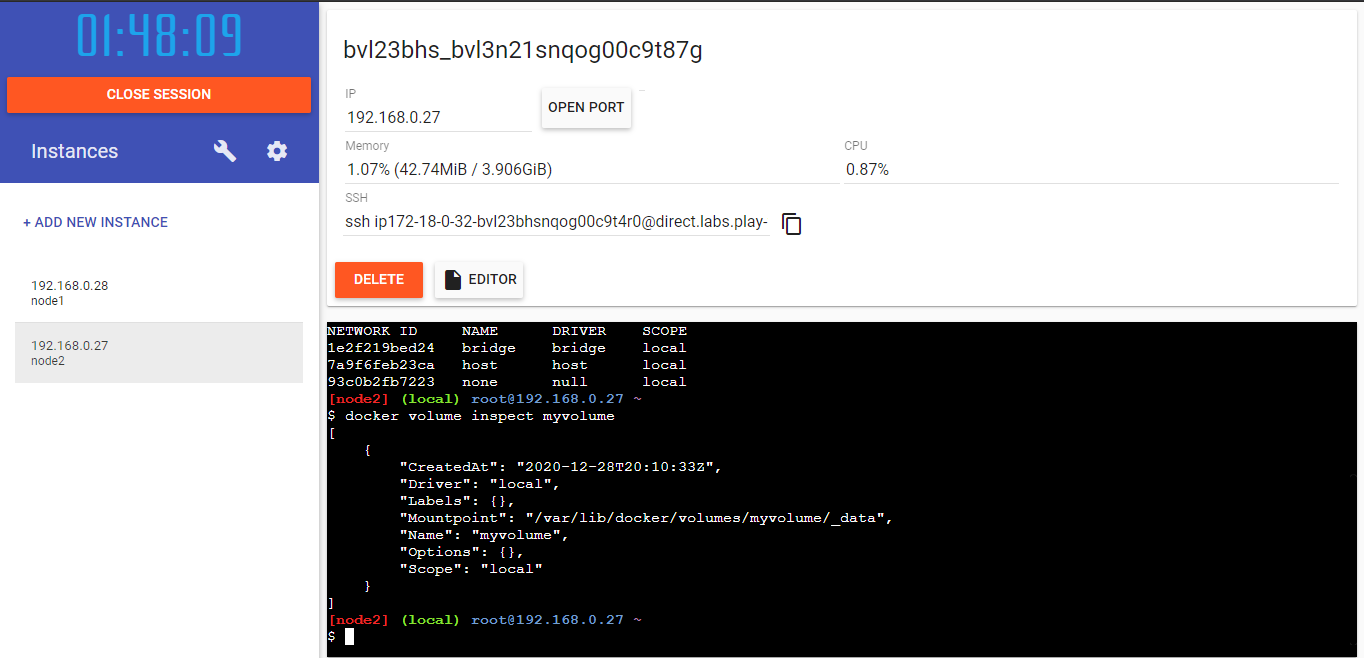 01:48:09
CLOSE SESSION
Instances
+ ADD NEW INSTANCE
192.168.0.28
node1
192.168.0.27
node2
bvl23bhs_bvl3n21snqog00c9t87g
IP
192.168.0.27
OPEN PORT
Memory
1.07% (42.74MiB / 3.906GiB)
CPU
0.87%
SSH
ssh ip172-18-0-32-bvl23bhsnqog00c9t4r0@direct.labs.play-
DELETE
EDITOR
NETWORK ID     NAME      DRIVER    SCOPE
1e2f219bed24   bridge    bridge    local
7a9f6feb23ca   host      host      local
93c0b2fb7223   none      null      local
[node2] (local) root@192.168.0.27 ~
$ docker volume inspect myvolume
[
    {
        "CreatedAt": "2020-12-28T20:10:33Z",
        "Driver": "local",
        "Labels": {},
        "Mountpoint": "/var/lib/docker/volumes/myvolume/_data",
        "Name": "myvolume",
        "Options": {},
        "Scope": "local"
    }
]
[node2] (local) root@192.168.0.27 ~
$